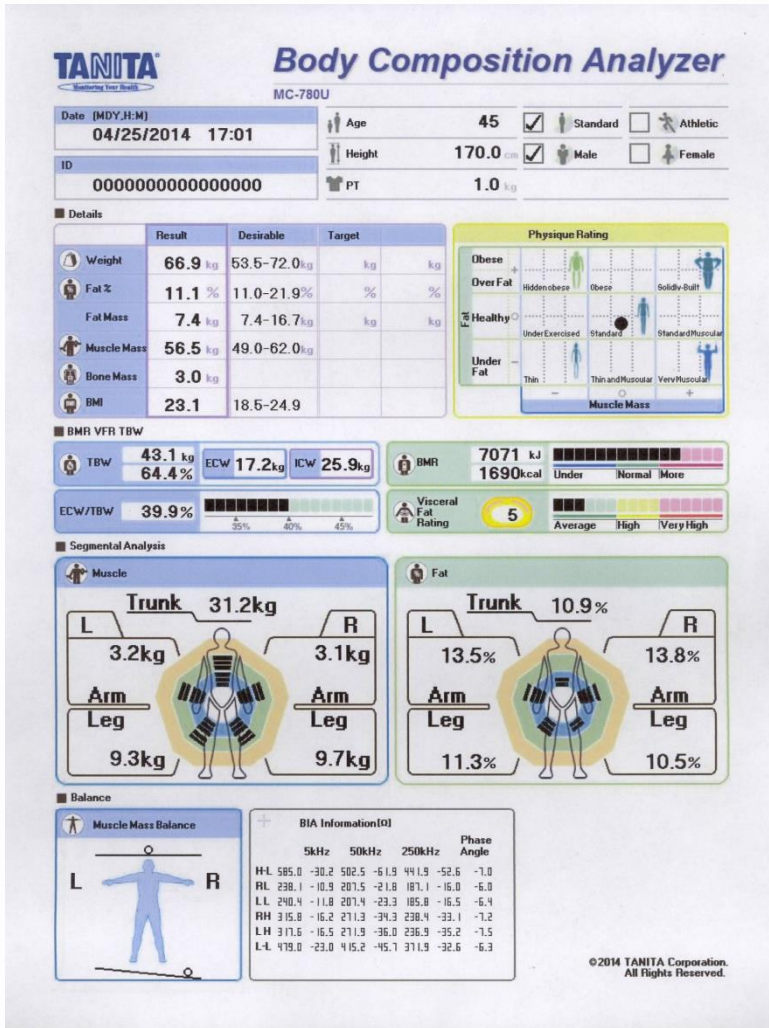 TANITA
Monitoring Your Health
Body Composition Analyzer
MC-780U
Date (MDY,H:M)
04/25/2014 17:01
ID
0000000000000000
Age 45
Height 170.0 cm
PT 1.0 kg
Standard Athletic
Male Female
Details
Result Desirable Target
Weight 66.9 kg 53.5-72.0kg kg kg
Fat% 11.1 % 11.0-21.9% % %
Fat Mass 7.4 kg 7.4-16.7kg kg kg
Muscle Mass 56.5 kg 49.0-62.0kg
Bone Mass 3.0 kg
BMI 23.1 18.5-24.9
Physique Rating
Fat
Obese
+
Over Fat
Healthy
Under Fat
−
Hidden obese Obese Solidly-Built
Under Exercised Standard Standard Muscular
Thin Thin and Muscular Very Muscular
− +
Muscle Mass
BMR VFR TBW
TBW 43.1 kg
64.4%
ECW 17.2kg ICW 25.9kg
ECW/TBW 39.9%
35% 40% 45%
BMR 7071 kJ
1690kcal
Under Normal More
Visceral Fat Rating 5
Average High Very High
Segmental Analysis
Muscle
Trunk 31.2kg
L R
3.2kg 3.1kg
Arm Arm
Leg Leg
9.3kg 9.7kg
Fat
Trunk 10.9%
L R
13.5% 13.8%
Arm Arm
Leg Leg
11.3% 10.5%
Balance
Muscle Mass Balance
L R
BIA Information[Ω]
5kHz 50kHz 250kHz Phase Angle
H-L 585.0 -30.2 502.5 -61.9 441.9 -52.6 -7.0
RL 238.1 -10.9 207.5 -21.8 187.1 -16.0 -6.0
LL 240.4 -11.8 207.4 -23.3 185.8 -16.5 -6.4
RH 315.8 -16.2 271.3 -34.3 238.4 -33.1 -7.2
LH 317.6 -16.5 271.9 -36.0 236.9 -35.2 -7.5
L-L 479.0 -23.0 415.2 -45.7 371.9 -32.6 -6.3
©2014 TANITA Corporation.
All Rights Reserved.